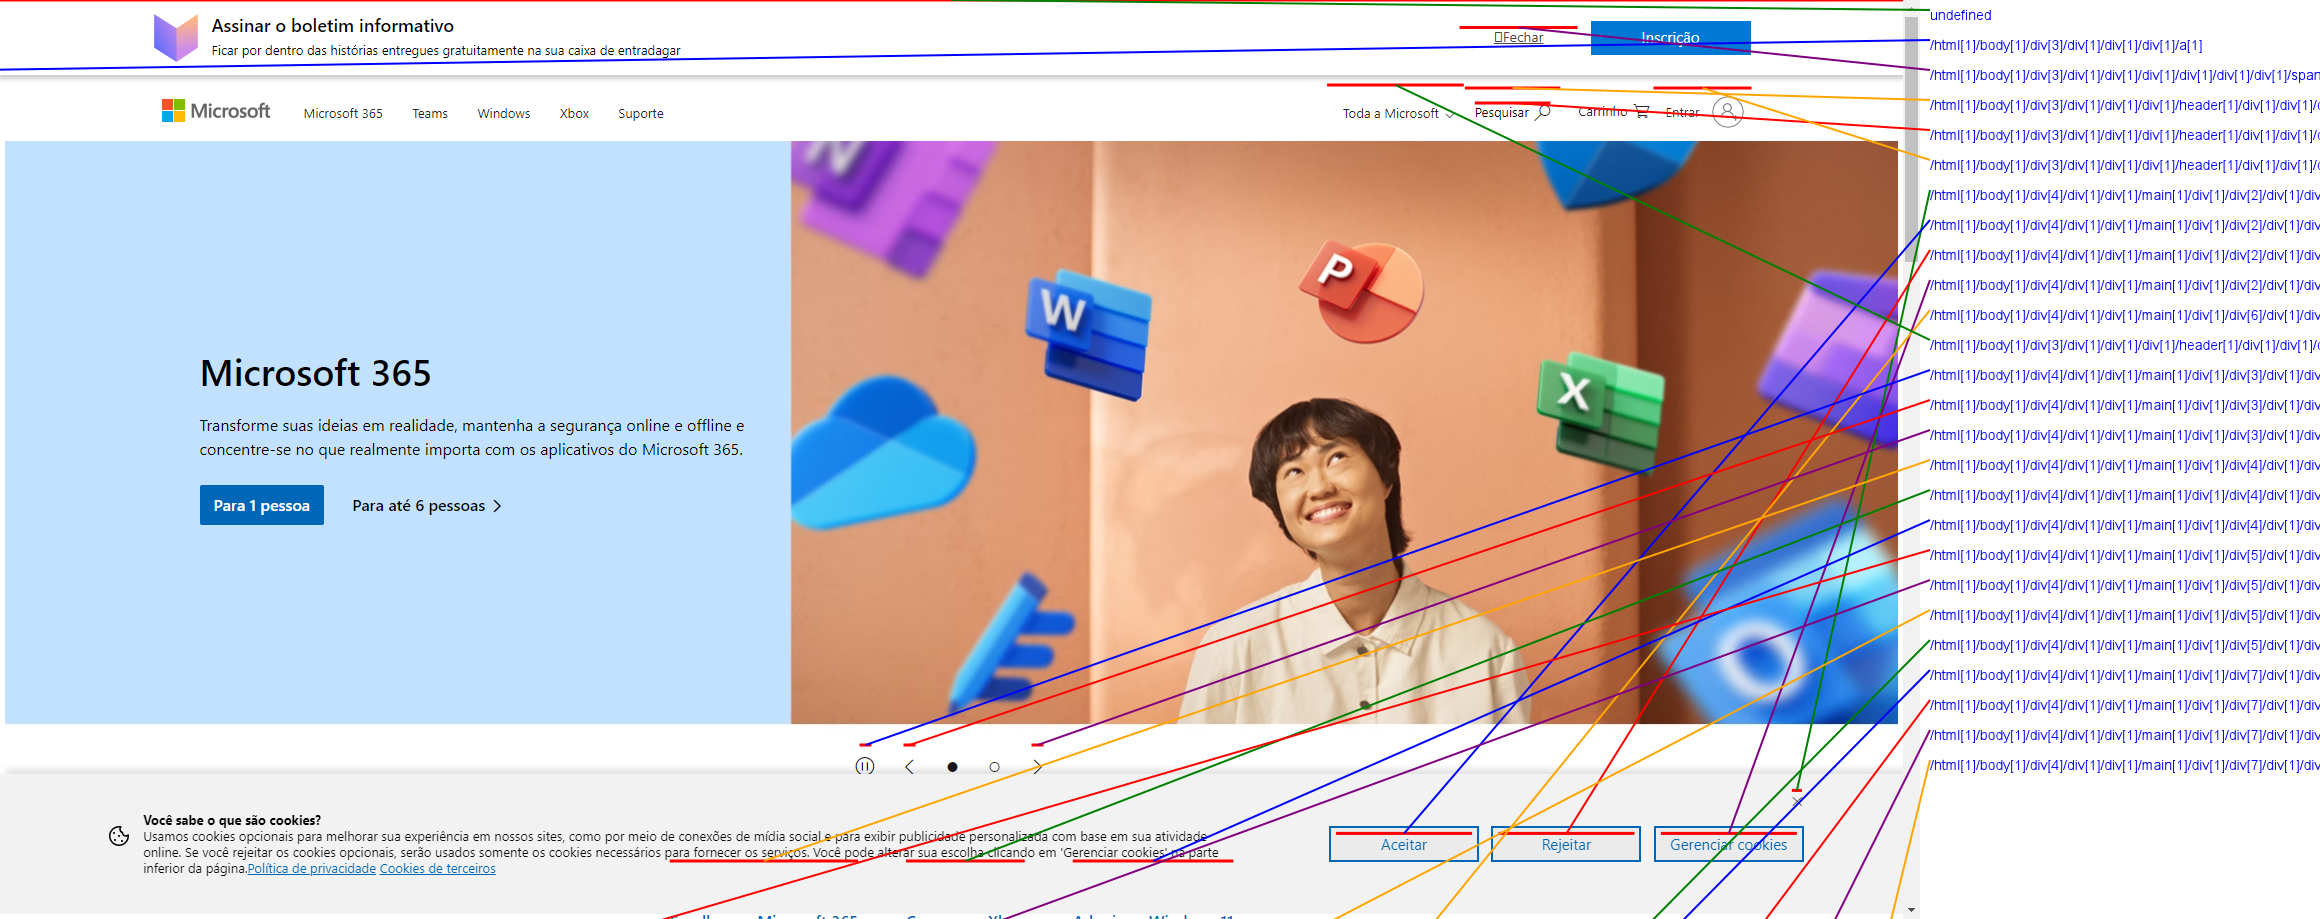 Assinar o boletim informativo
Ficar por dentro das histórias entregues gratuitamente na sua caixa de entradagar
Fechar
Inscrição
Microsoft
Microsoft 365
Teams
Windows
Xbox
Suporte
Toda a Microsoft
Pesquisar
Carrinho
Entrar
N
W
P
X
O
Microsoft 365
Transforme suas ideias em realidade, mantenha a segurança online e offline e
concentre-se no que realmente importa com os aplicativos do Microsoft 365.
Para 1 pessoa
Para até 6 pessoas
Você sabe o que são cookies?
Usamos cookies opcionais para melhorar sua experiência em nossos sites, como por meio de conexões de mídia social e para exibir publicidade personalizada com base em sua atividade
online. Se você rejeitar os cookies opcionais, serão usados somente os cookies necessários para fornecer os serviços. Você pode alterar sua escolha clicando em 'Gerenciar cookies' na parte
inferior da página.Política de privacidade Cookies de terceiros
Aceitar
Rejeitar
Gerenciar cookies
undefined
/html[1]/body[1]/div[3]/div[1]/div[1]/div[1]/a[1]
/html[1]/body[1]/div[3]/div[1]/div[1]/div[1]/div[1]/div[1]/div[1]/span
/html[1]/body[1]/div[3]/div[1]/div[1]/div[1]/header[1]/div[1]/div[1]/
/html[1]/body[1]/div[3]/div[1]/div[1]/div[1]/header[1]/div[1]/div[1]/
/html[1]/body[1]/div[3]/div[1]/div[1]/div[1]/header[1]/div[1]/div[1]/
/html[1]/body[1]/div[4]/div[1]/div[1]/main[1]/div[1]/div[2]/div[1]/div
/html[1]/body[1]/div[4]/div[1]/div[1]/main[1]/div[1]/div[2]/div[1]/div
/html[1]/body[1]/div[4]/div[1]/div[1]/main[1]/div[1]/div[2]/div[1]/div
/html[1]/body[1]/div[4]/div[1]/div[1]/main[1]/div[1]/div[2]/div[1]/div
/html[1]/body[1]/div[4]/div[1]/div[1]/main[1]/div[1]/div[6]/div[1]/div
/html[1]/body[1]/div[3]/div[1]/div[1]/div[1]/header[1]/div[1]/div[1]/
/html[1]/body[1]/div[4]/div[1]/div[1]/main[1]/div[1]/div[3]/div[1]/div
/html[1]/body[1]/div[4]/div[1]/div[1]/main[1]/div[1]/div[3]/div[1]/div
/html[1]/body[1]/div[4]/div[1]/div[1]/main[1]/div[1]/div[3]/div[1]/div
/html[1]/body[1]/div[4]/div[1]/div[1]/main[1]/div[1]/div[4]/div[1]/div
/html[1]/body[1]/div[4]/div[1]/div[1]/main[1]/div[1]/div[4]/div[1]/div
/html[1]/body[1]/div[4]/div[1]/div[1]/main[1]/div[1]/div[4]/div[1]/div
/html[1]/body[1]/div[4]/div[1]/div[1]/main[1]/div[1]/div[5]/div[1]/div
/html[1]/body[1]/div[4]/div[1]/div[1]/main[1]/div[1]/div[5]/div[1]/div
/html[1]/body[1]/div[4]/div[1]/div[1]/main[1]/div[1]/div[5]/div[1]/div
/html[1]/body[1]/div[4]/div[1]/div[1]/main[1]/div[1]/div[5]/div[1]/div
/html[1]/body[1]/div[4]/div[1]/div[1]/main[1]/div[1]/div[7]/div[1]/div
/html[1]/body[1]/div[4]/div[1]/div[1]/main[1]/div[1]/div[7]/div[1]/div
/html[1]/body[1]/div[4]/div[1]/div[1]/main[1]/div[1]/div[7]/div[1]/div
/html[1]/body[1]/div[4]/div[1]/div[1]/main[1]/div[1]/div[7]/div[1]/div